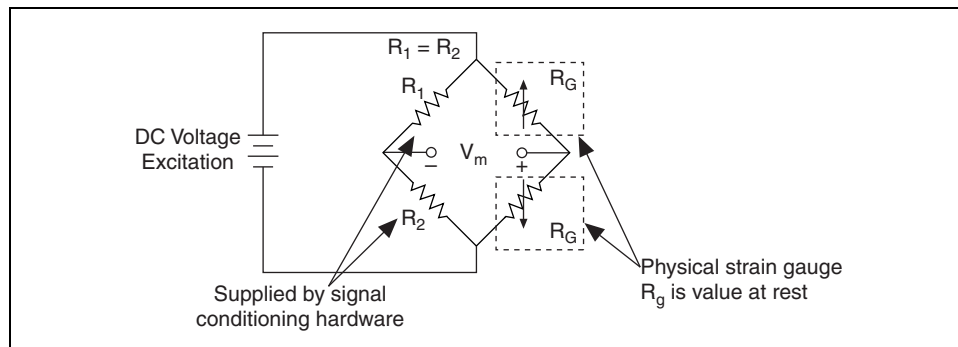 R1 = R2
R1
RG
DC Voltage
Excitation
− Vm +
R2
RG
Supplied by signal
conditioning hardware
Physical strain gauge
Rg is value at rest